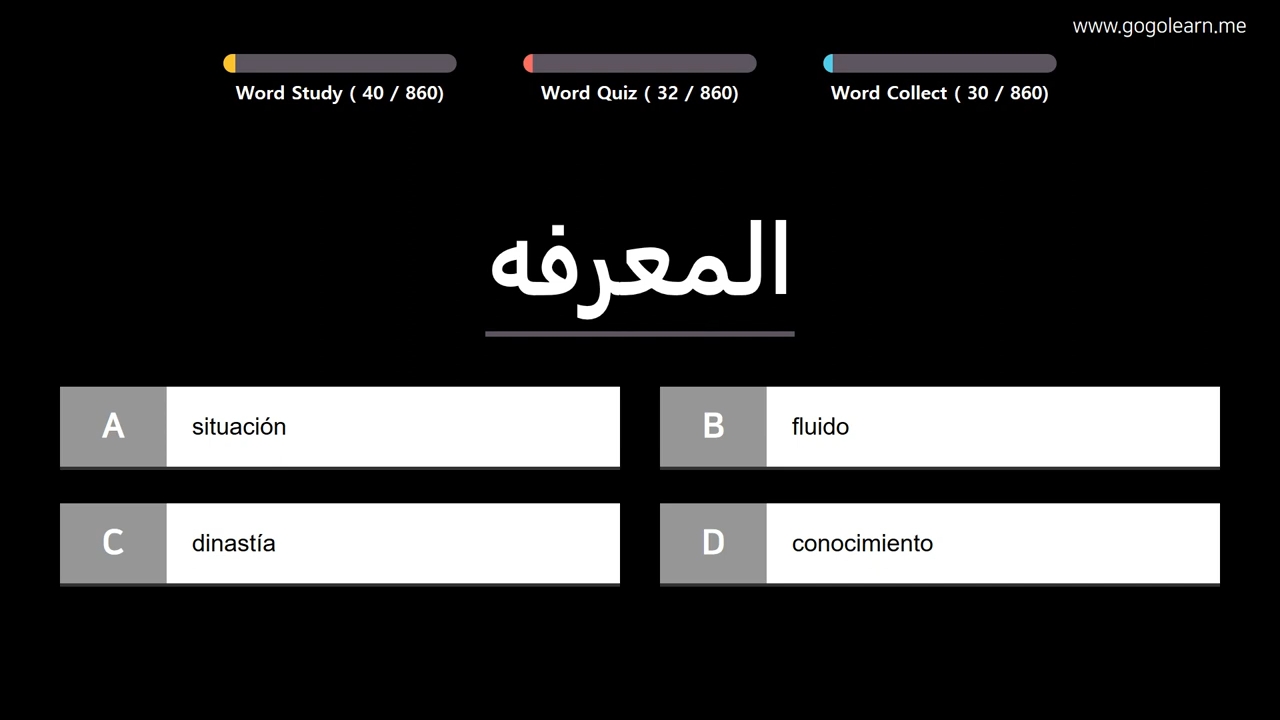 www.gogolearn.me
Word Study ( 40 / 860)
Word Quiz ( 32 / 860)
Word Collect ( 30 / 860)
المعرفه
A situación
B fluido
C dinastía
D conocimiento